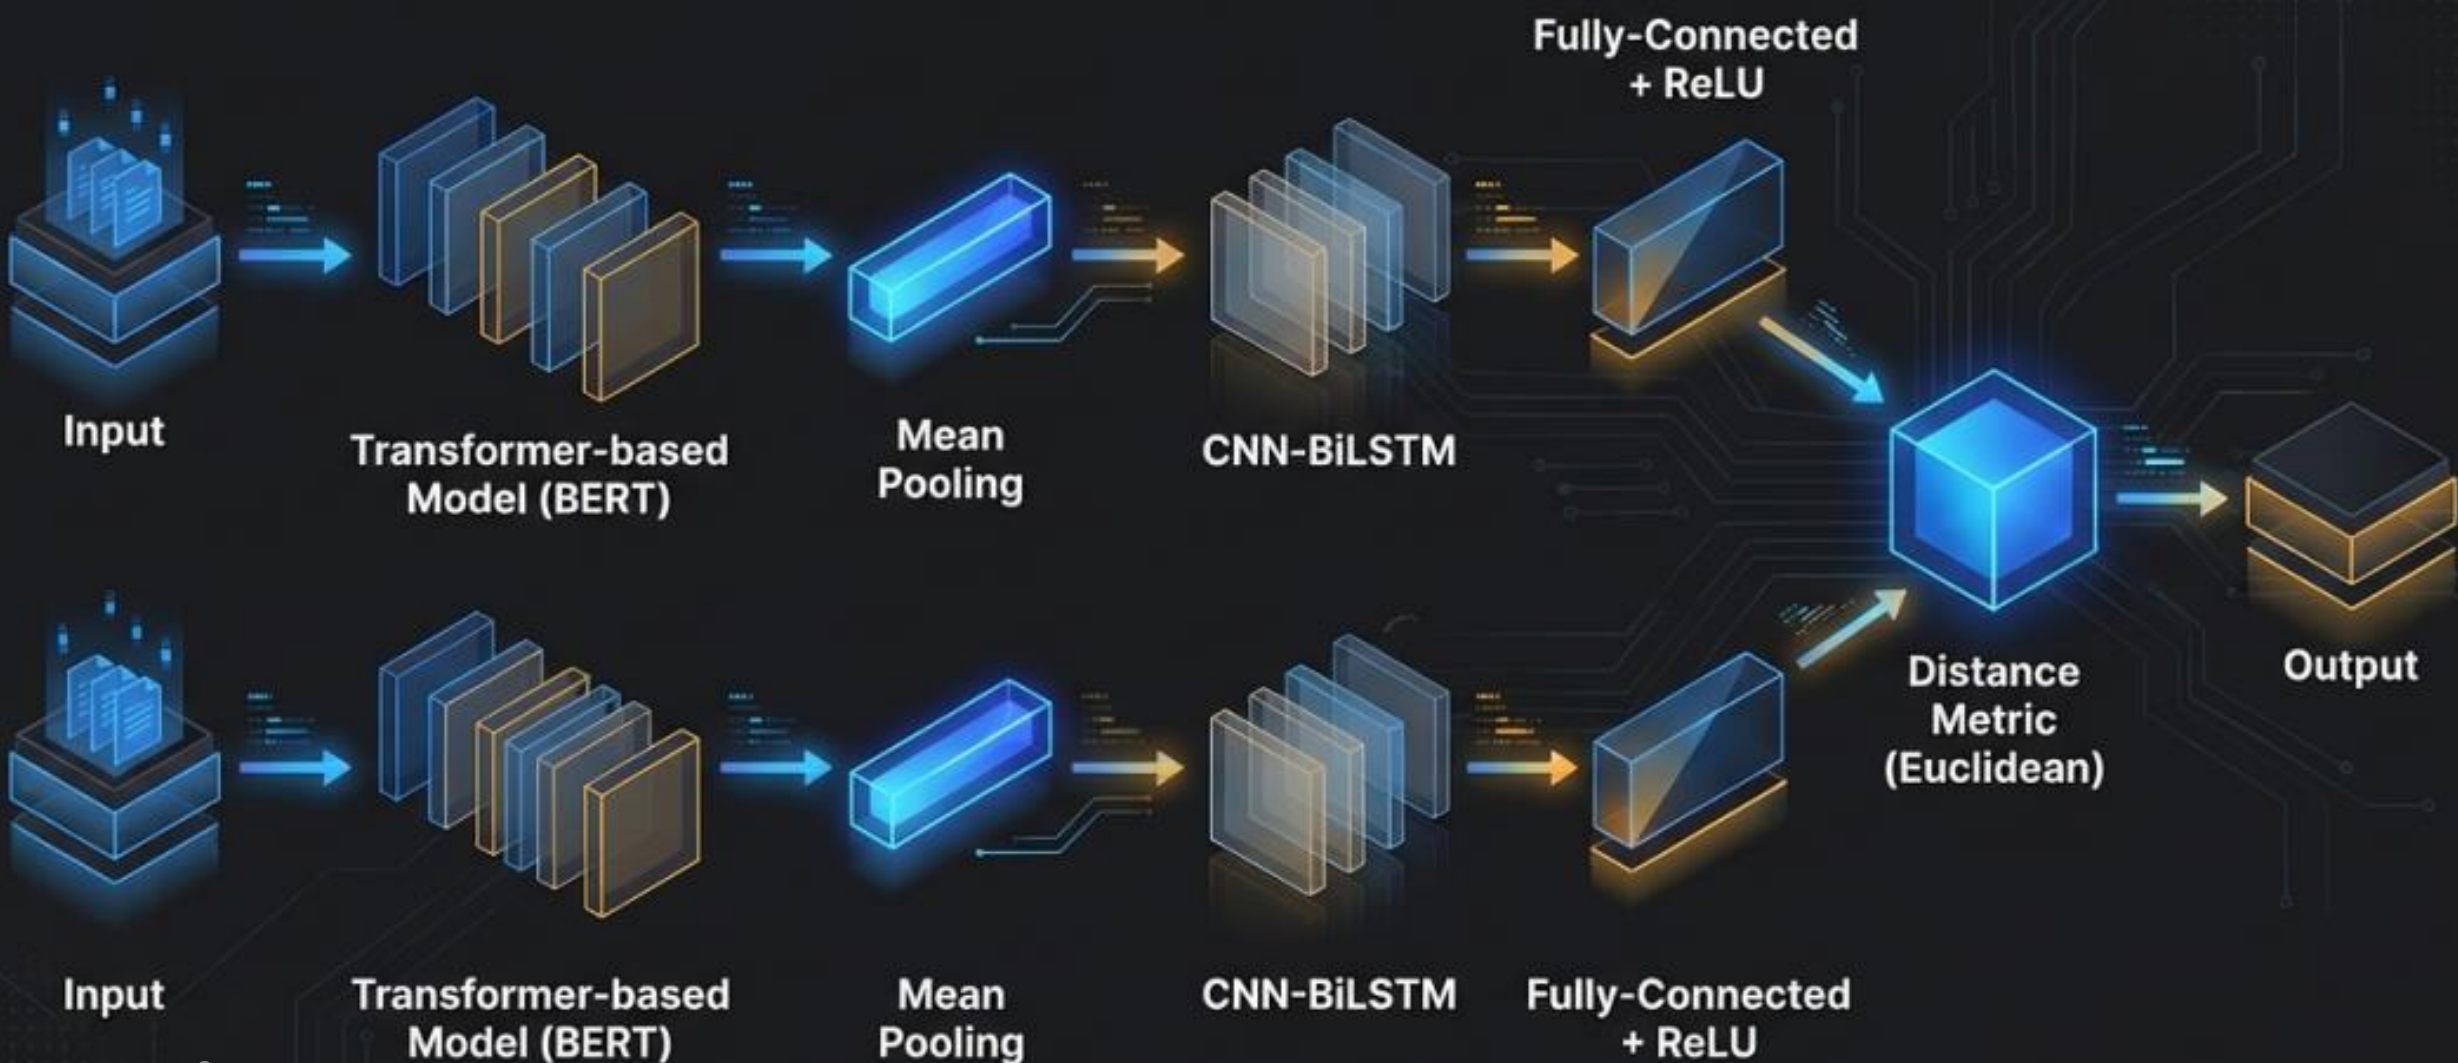 Fully-Connected
+ ReLU
Input
Transformer-based
Model (BERT)
Mean
Pooling
CNN-BiLSTM
Distance
Metric
(Euclidean)
Output
Input
Transformer-based
Model (BERT)
Mean
Pooling
CNN-BiLSTM
Fully-Connected
+ ReLU